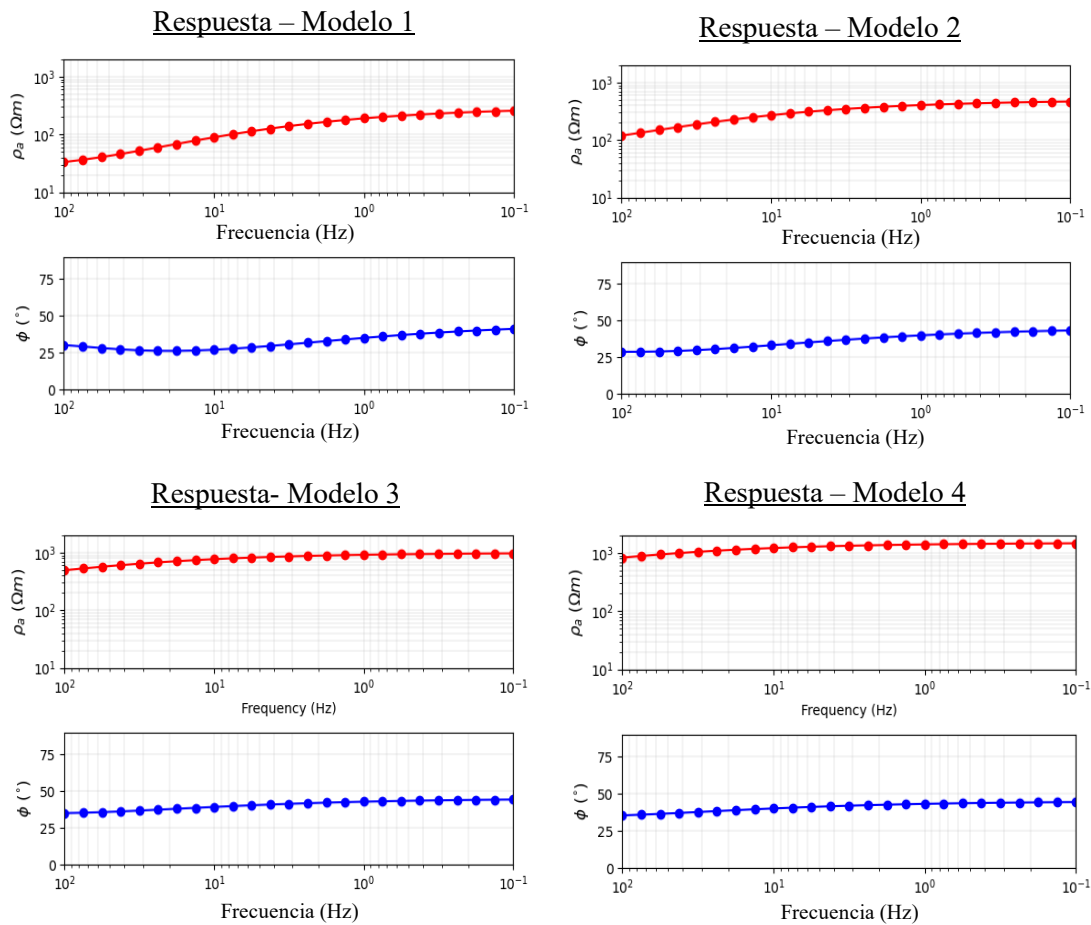 Respuesta – Modelo 1
10³
10²
10¹
ρₐ (Ωm)
10² 10¹ 10⁰ 10⁻¹
Frecuencia (Hz)
75
50
25
0
ϕ (°)
10² 10¹ 10⁰ 10⁻¹
Frecuencia (Hz)
Respuesta – Modelo 2
10³
10²
10¹
ρₐ (Ωm)
10² 10¹ 10⁰ 10⁻¹
Frecuencia (Hz)
75
50
25
0
ϕ (°)
10² 10¹ 10⁰ 10⁻¹
Frecuencia (Hz)
Respuesta- Modelo 3
10³
10²
10¹
ρₐ (Ωm)
10² 10¹ 10⁰ 10⁻¹
Frequency (Hz)
75
50
25
0
ϕ (°)
10² 10¹ 10⁰ 10⁻¹
Frecuencia (Hz)
Respuesta – Modelo 4
10³
10²
10¹
ρₐ (Ωm)
10² 10¹ 10⁰ 10⁻¹
Frequency (Hz)
75
50
25
0
ϕ (°)
10² 10¹ 10⁰ 10⁻¹
Frecuencia (Hz)